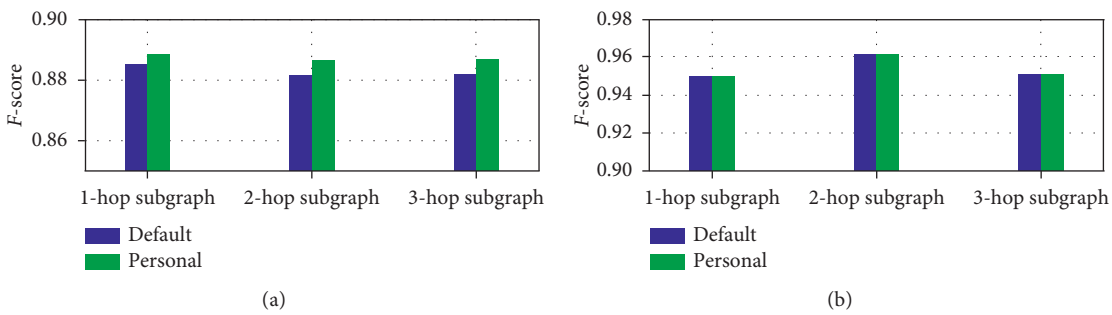 F-score
0.90
0.88
0.86
1-hop subgraph 2-hop subgraph 3-hop subgraph
Default
Personal
(a)
F-score
0.98
0.96
0.94
0.92
0.90
1-hop subgraph 2-hop subgraph 3-hop subgraph
Default
Personal
(b)